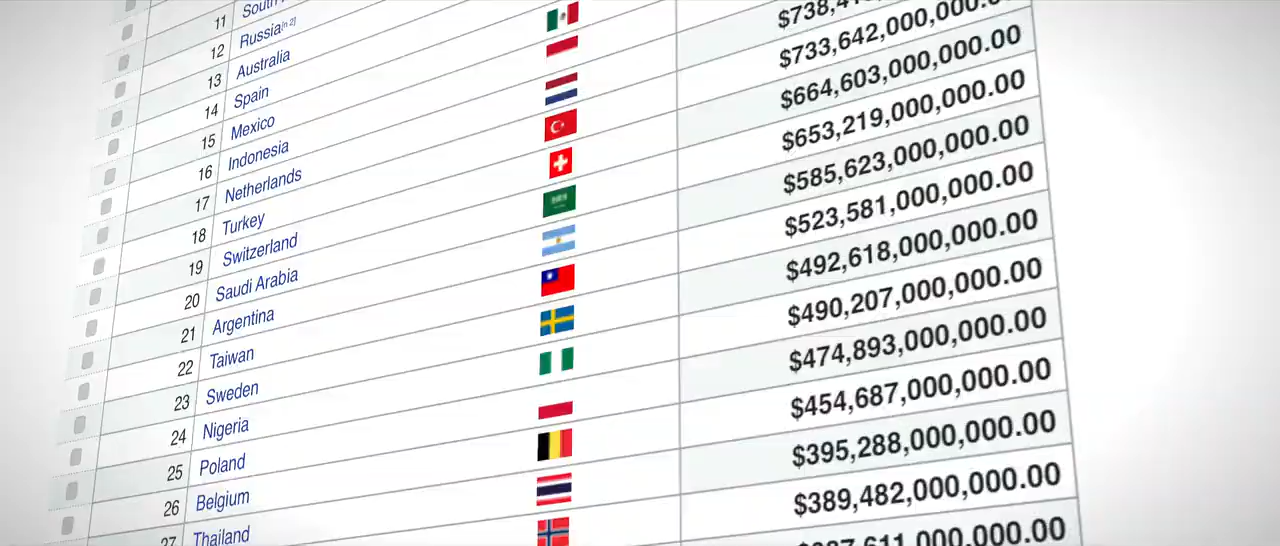 11
12 Russia[n 2]
13 Australia
14 Spain
15 Mexico
16 Indonesia
17 Netherlands
18 Turkey $733,642,000,000.00
19 Switzerland $664,603,000,000.00
20 Saudi Arabia $653,219,000,000.00
21 Argentina $585,623,000,000.00
22 Taiwan $523,581,000,000.00
23 Sweden $492,618,000,000.00
24 Nigeria $490,207,000,000.00
25 Poland $474,893,000,000.00
26 Belgium $454,687,000,000.00
27 Thailand $395,288,000,000.00
$389,482,000,000.00